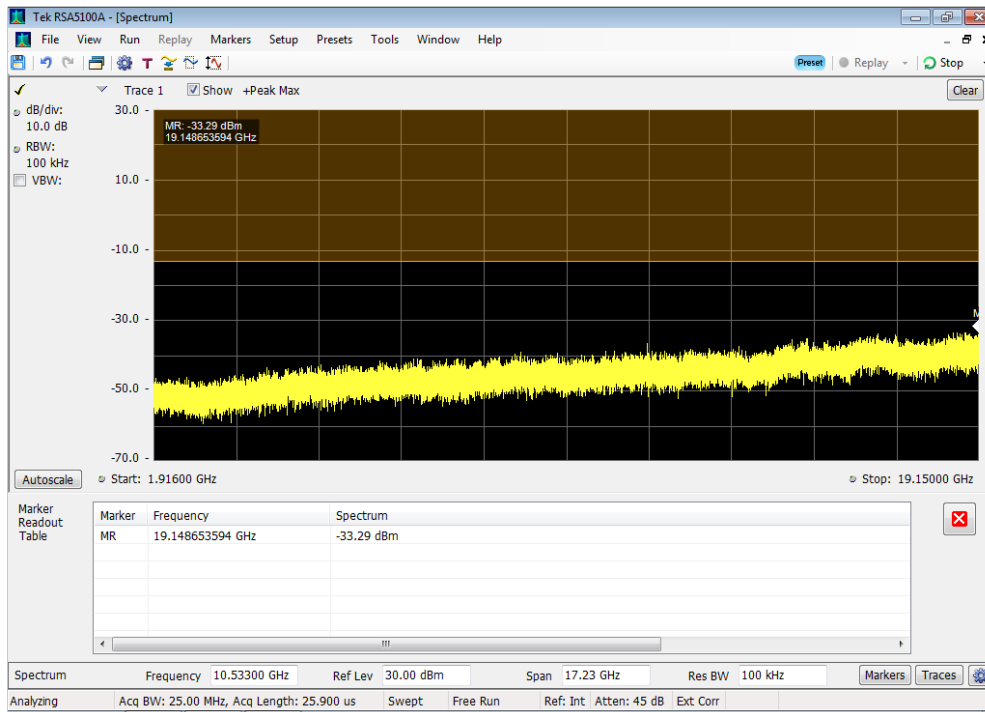 Tek RSA5100A - [Spectrum]
File View Run Replay Markers Setup Presets Tools Window Help
T Preset Replay Stop
Trace 1 Show +Peak Max Clear
dB/div:
10.0 dB
RBW:
100 kHz
VBW:
30.0
MR: -33.29 dBm
19.148653594 GHz
10.0
-10.0
-30.0
M
-50.0
-70.0
Autoscale Start: 1.91600 GHz Stop: 19.15000 GHz
Marker
Readout
Table
Marker Frequency Spectrum
MR 19.148653594 GHz -33.29 dBm
Spectrum Frequency 10.53300 GHz Ref Lev 30.00 dBm Span 17.23 GHz Res BW 100 kHz Markers Traces
Analyzing Acq BW: 25.00 MHz, Acq Length: 25.900 us Swept Free Run Ref: Int Atten: 45 dB Ext Corr